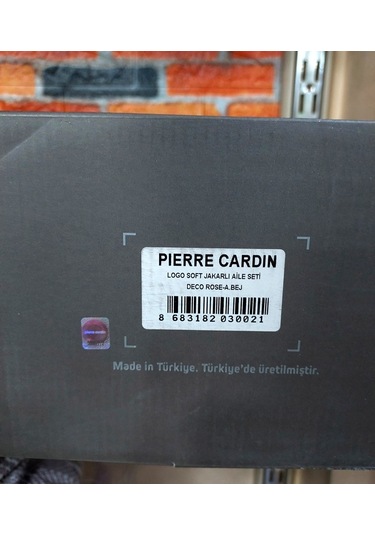 PIERRE CARDIN
LOGO SOFT JAKARLI AİLE SETİ
DECO ROSE-A.BEJ
8 683182 030021
Made in Türkiye. Türkiye'de üretilmiştir.